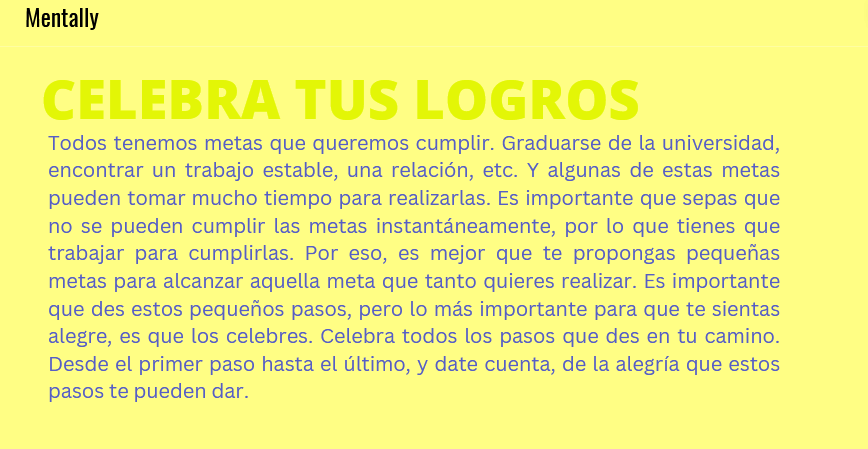 Mentally
CELEBRA TUS LOGROS
Todos tenemos metas que queremos cumplir. Graduarse de la universidad,
encontrar un trabajo estable, una relación, etc. Y algunas de estas metas
pueden tomar mucho tiempo para realizarlas. Es importante que sepas que
no se pueden cumplir las metas instantáneamente, por lo que tienes que
trabajar para cumplirlas. Por eso, es mejor que te propongas pequeñas
metas para alcanzar aquella meta que tanto quieres realizar. Es importante
que des estos pequeños pasos, pero lo más importante para que te sientas
alegre, es que los celebres. Celebra todos los pasos que des en tu camino.
Desde el primer paso hasta el último, y date cuenta, de la alegría que estos
pasos te pueden dar.